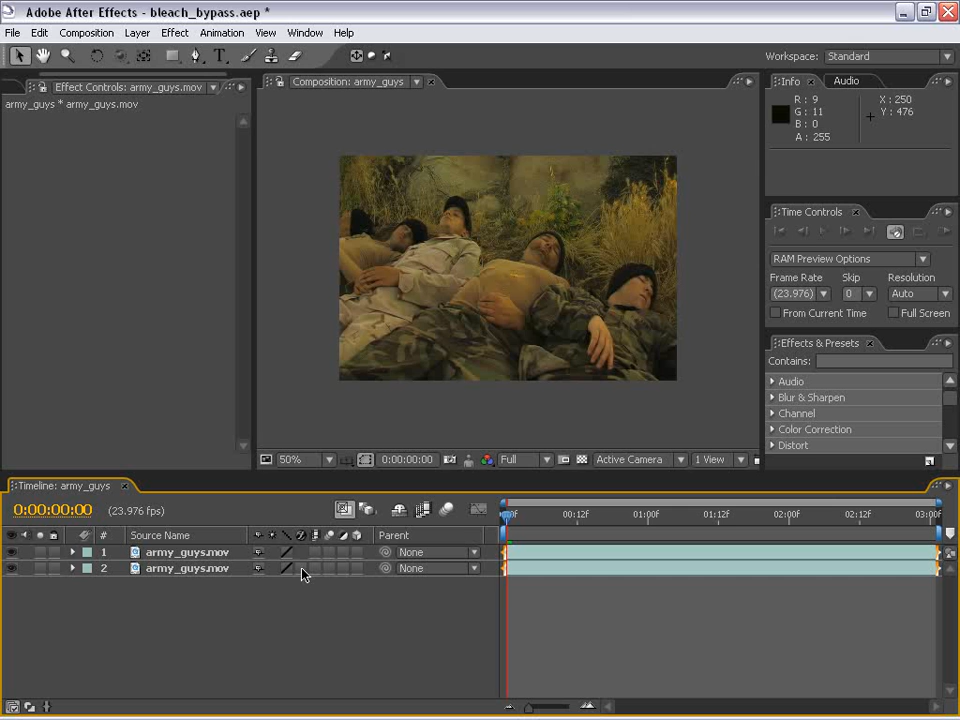 Adobe After Effects - bleach_bypass.aep *
File Edit Composition Layer Effect Animation View Window Help
Workspace: Standard
Effect Controls: army_guys.mov
army_guys * army_guys.mov
Composition: army_guys
Info Audio
R : 9
G : 11
B : 0
A : 255
X : 250
Y : 476
Time Controls
RAM Preview Options
Frame Rate Skip Resolution
(23.976) 0 Auto
From Current Time Full Screen
Effects & Presets
Contains:
Audio
Blur & Sharpen
Channel
Color Correction
Distort
50% 0:00:00:00 Full Active Camera 1 View
Timeline: army_guys
0:00:00:00 (23.976 fps)
00:12f 01:00f 01:12f 02:00f 02:12f 03:00f
# Source Name Parent
1 army_guys.mov None
2 army_guys.mov None